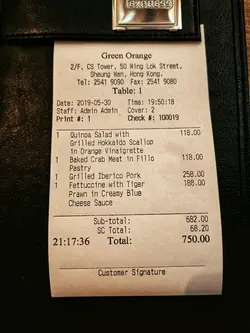 Green Orange
2/F, CS Tower, 50 Wing Lok Street,
Sheung Wan, Hong Kong.
Tel: 2541 9090 Fax: 2541 9080
Table: 1
Date: 2019-05-30 Time: 19:50:18
Staff: Admin Admin Cover: 2
Print #: 1 Check #: 100019
1 Quinoa Salad with 118.00
Grilled Hokkaido Scallop
in Orange Vinaigrette
1 Baked Crab Meat in Fillo 118.00
Pastry
1 Grilled Iberico Pork 258.00
1 Fettuccine with Tiger 188.00
Prawn in Creamy Blue
Cheese Sauce
Sub-total: 682.00
SC Total: 68.20
21:17:36 Total: 750.00
Customer Signature